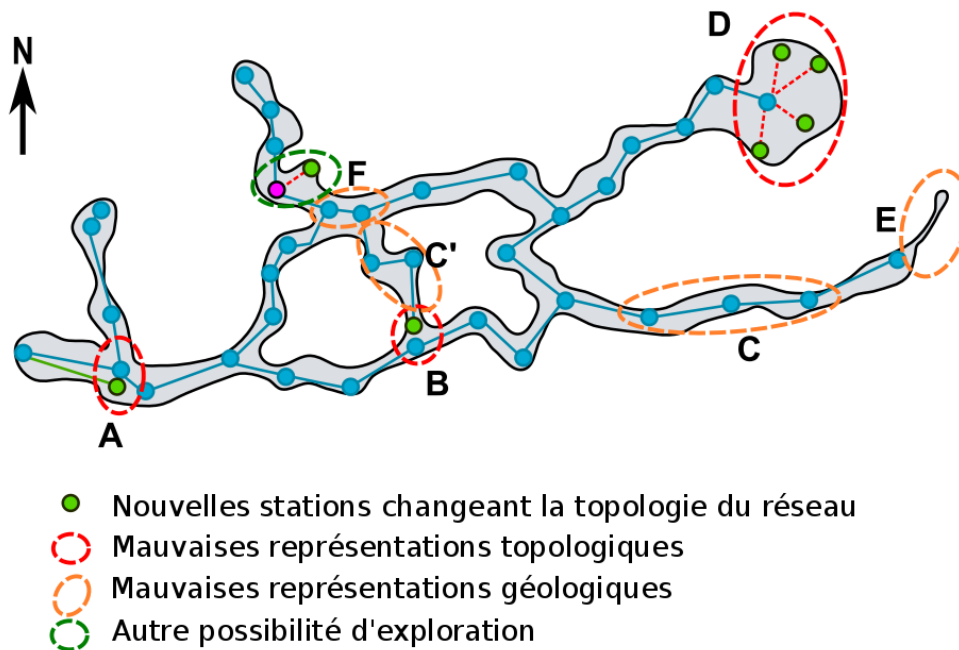 D
N
F
E
C'
C
B
A
Nouvelles stations changeant la topologie du réseau
Mauvaises représentations topologiques
Mauvaises représentations géologiques
Autre possibilité d'exploration